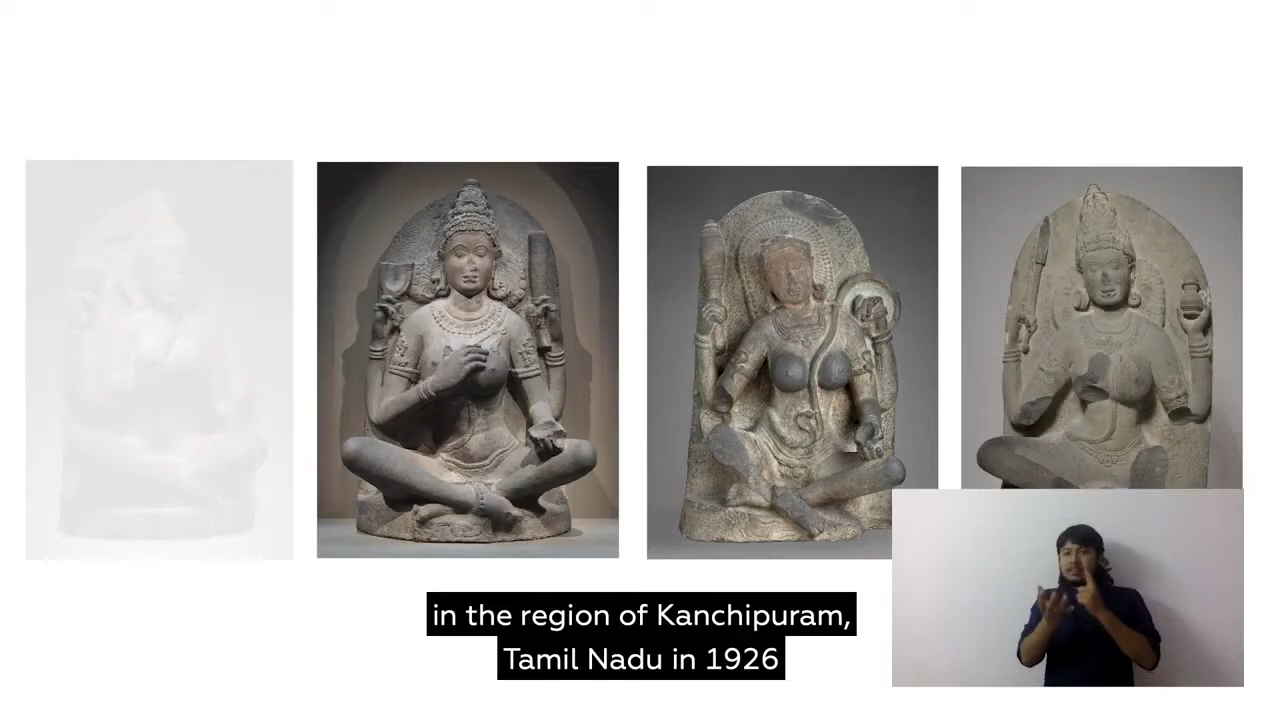 in the region of Kanchipuram,
Tamil Nadu in 1926